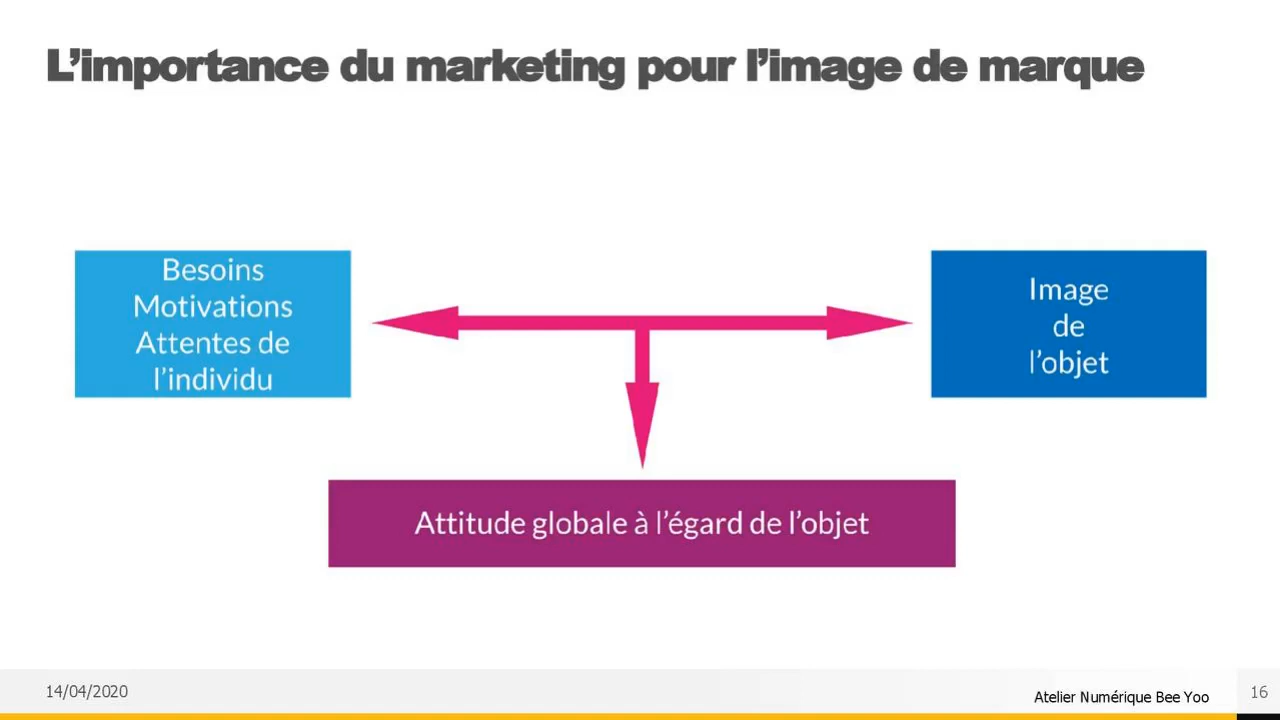 L’importance du marketing pour l’image de marque
Besoins
Motivations
Attentes de
l’individu
Image
de
l’objet
Attitude globale à l’égard de l’objet
14/04/2020
Atelier Numérique Bee Yoo
16